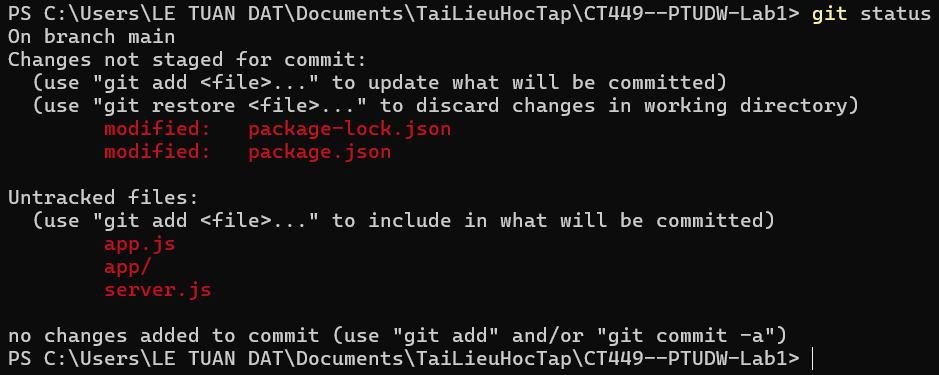 PS C:\Users\LE TUAN DAT\Documents\TaiLieuHocTap\CT449--PTUDW-Lab1> git status
On branch main
Changes not staged for commit:
  (use "git add <file>..." to update what will be committed)
  (use "git restore <file>..." to discard changes in working directory)
        modified:   package-lock.json
        modified:   package.json

Untracked files:
  (use "git add <file>..." to include in what will be committed)
        app.js
        app/
        server.js

no changes added to commit (use "git add" and/or "git commit -a")
PS C:\Users\LE TUAN DAT\Documents\TaiLieuHocTap\CT449--PTUDW-Lab1>